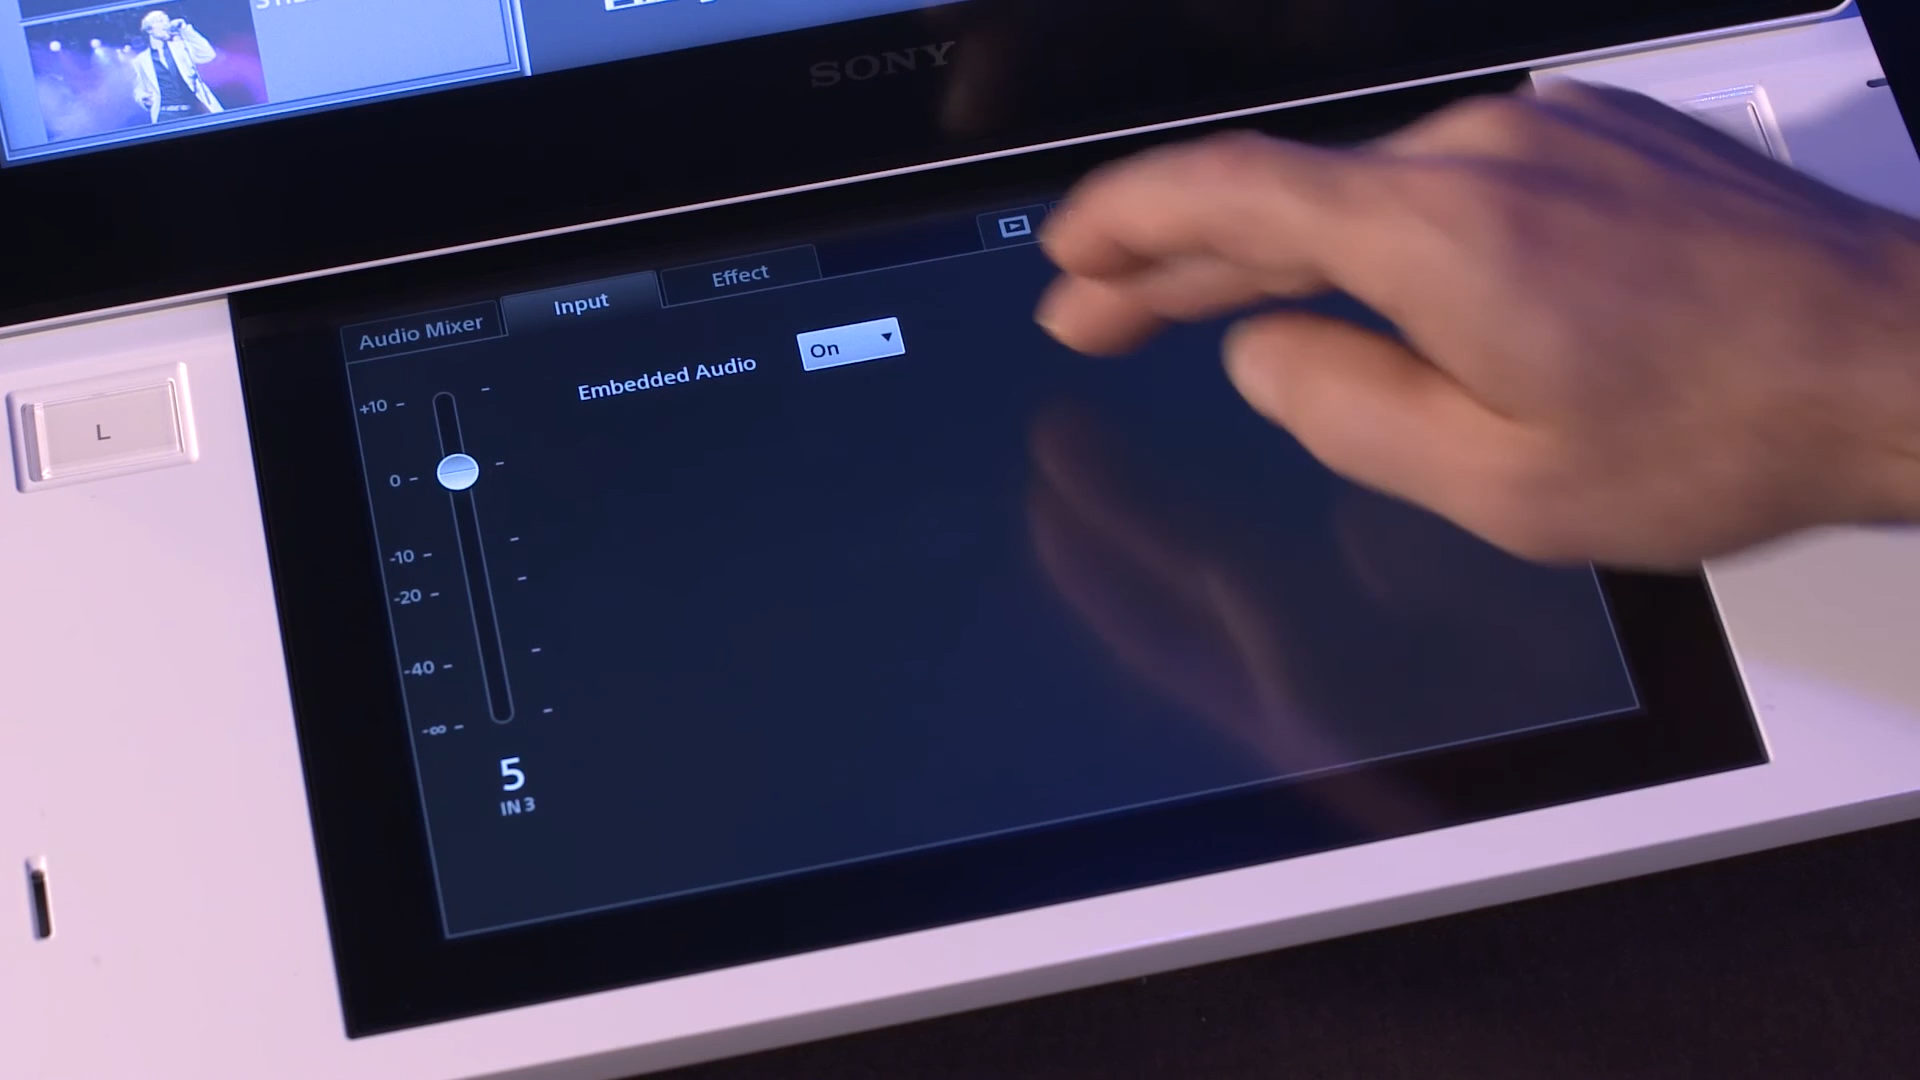 SONY
Audio Mixer
Input
Effect
Embedded Audio
On
+10
0
-10
-20
-40
-∞
5
IN 3
L